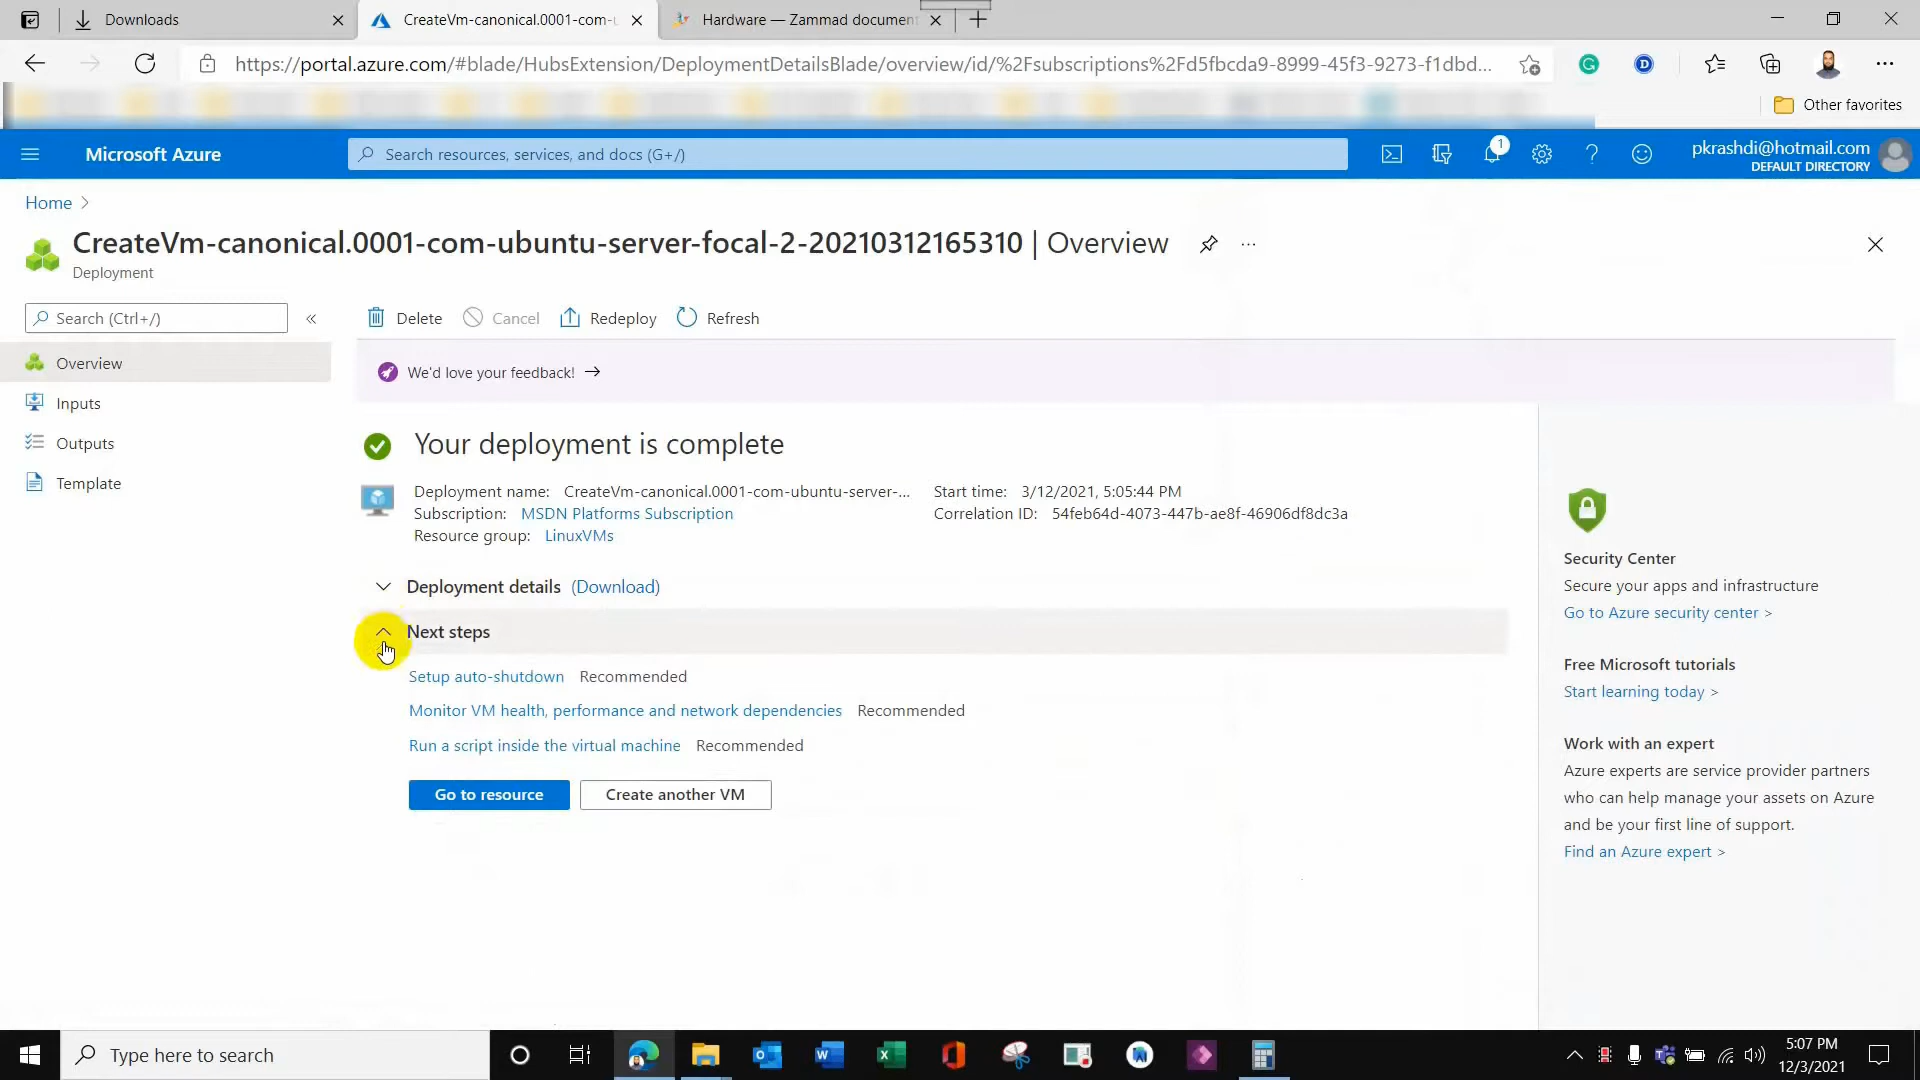 Downloads
CreateVm-canonical.0001-com-u
Hardware — Zammad document
https://portal.azure.com/#blade/HubsExtension/DeploymentDetailsBlade/overview/id/%2Fsubscriptions%2Fd5fbcda9-8999-45f3-9273-f1dbd...
Other favorites
Microsoft Azure
Search resources, services, and docs (G+/)
1
pkrashdi@hotmail.com
DEFAULT DIRECTORY
Home >
CreateVm-canonical.0001-com-ubuntu-server-focal-2-20210312165310 | Overview
Deployment
Search (Ctrl+/)
Delete
Cancel
Redeploy
Refresh
Overview
Inputs
Outputs
Template
We'd love your feedback! →
Your deployment is complete
Deployment name: CreateVm-canonical.0001-com-ubuntu-server-...
Subscription: MSDN Platforms Subscription
Resource group: LinuxVMs
Start time: 3/12/2021, 5:05:44 PM
Correlation ID: 54feb64d-4073-447b-ae8f-46906df8dc3a
Deployment details (Download)
Next steps
Setup auto-shutdown Recommended
Monitor VM health, performance and network dependencies Recommended
Run a script inside the virtual machine Recommended
Go to resource
Create another VM
Security Center
Secure your apps and infrastructure
Go to Azure security center >
Free Microsoft tutorials
Start learning today >
Work with an expert
Azure experts are service provider partners
who can help manage your assets on Azure
and be your first line of support.
Find an Azure expert >
Type here to search
5:07 PM
12/3/2021